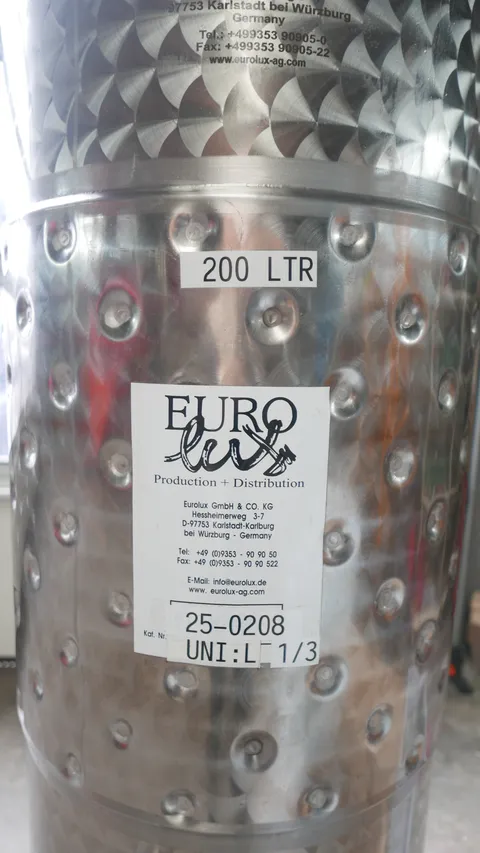 97753 Karlstadt bei Würzburg
Germany
Tel.: +499353 90905-0
Fax: +499353 90905-22
www.eurolux-ag.com
200 LTR
EURO
lux
Production + Distribution
Eurolux GmbH & CO. KG
Hessheimerweg 3-7
D-97753 Karlstadt-Karlburg
bei Würzburg - Germany
Tel: +49 (0)9353 - 90 90 50
Fax: +49 (0)9353 - 90 90 522
E-Mail: info@eurolux.de
www. eurolux-ag.com
25-0208
Kat. Nr.
UNI:L 1/3